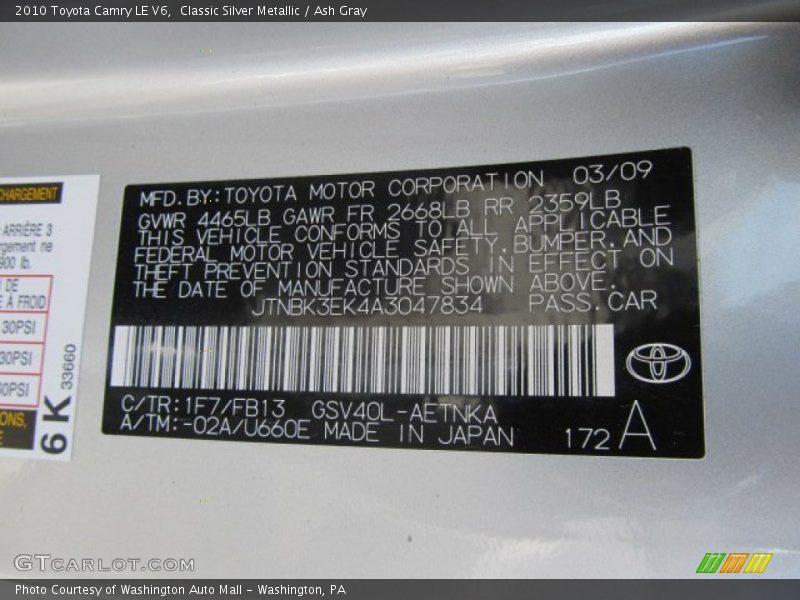 2010 Toyota Camry LE V6,  Classic Silver Metallic / Ash Gray
CHARGEMENT
ARRIÈRE 3
rgement ne
900 lb.
I DE
E À FROID
30PSI
30PSI
60PSI
ONS,
E
6K 33660
MFD.BY:TOYOTA MOTOR CORPORATION 03/09
GVWR 4465LB GAWR FR 2668LB RR 2359LB
THIS VEHICLE CONFORMS TO ALL APPLICABLE
FEDERAL MOTOR VEHICLE SAFETY,BUMPER,AND
THEFT PREVENTION STANDARDS IN EFFECT ON
THE DATE OF MANUFACTURE SHOWN ABOVE.
JTNBK3EK4A3047834 PASS.CAR
C/TR:1F7/FB13 GSV40L-AETNKA
A/TM:-02A/U660E MADE IN JAPAN 172 A
GTCARLOT.COM
Photo Courtesy of Washington Auto Mall - Washington, PA